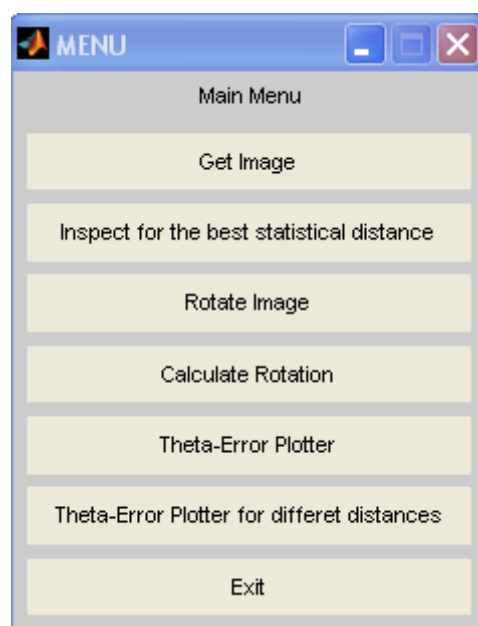 MENU
Main Menu
Get Image
Inspect for the best statistical distance
Rotate Image
Calculate Rotation
Theta-Error Plotter
Theta-Error Plotter for differet distances
Exit